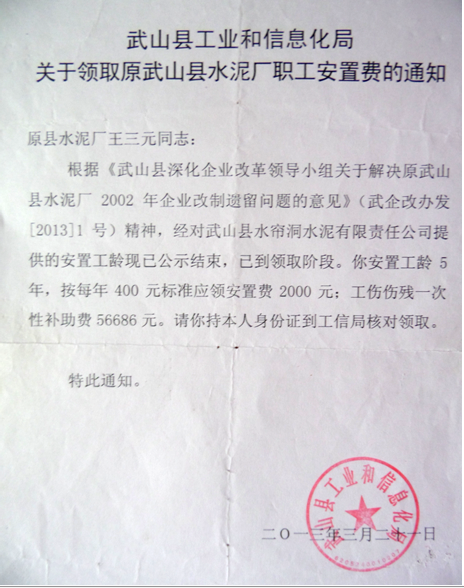 武山县工业和信息化局
关于领取原武山县水泥厂职工安置费的通知
原县水泥厂王三元同志：
根据《武山县深化企业改革领导小组关于解决原武山
县水泥厂 2002 年企业改制遗留问题的意见》（武企改办发
[2013]1 号）精神，经对武山县水帘洞水泥有限责任公司提
供的安置工龄现已公示结束，已到领取阶段。你安置工龄 5
年，按每年 400 元标准应领安置费 2000 元；工伤伤残一次
性补助费 56686 元。请你持本人身份证到工信局核对领取。
特此通知。
武山县工业和信息化局
二〇一三年三月二十一日